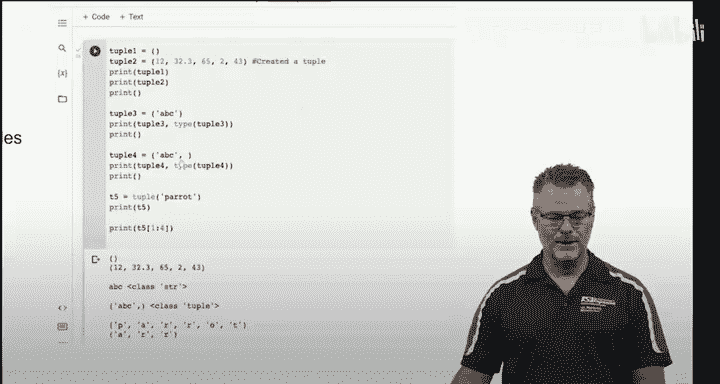 + Code + Text
ies
{x}
tuple1 = ()
tuple2 = (12, 32.3, 65, 2, 43) #Created a tuple
print(tuple1)
print(tuple2)
print()
tuple3 = ('abc')
print(tuple3, type(tuple3))
print()
tuple4 = ('abc', )
print(tuple4, type(tuple4))
print()
t5 = tuple('parrot')
print(t5)
print(t5[1:4])
()
(12, 32.3, 65, 2, 43)
abc <class 'str'>
('abc',) <class 'tuple'>
('p', 'a', 'r', 'r', 'o', 't')
('a', 'r', 'r')